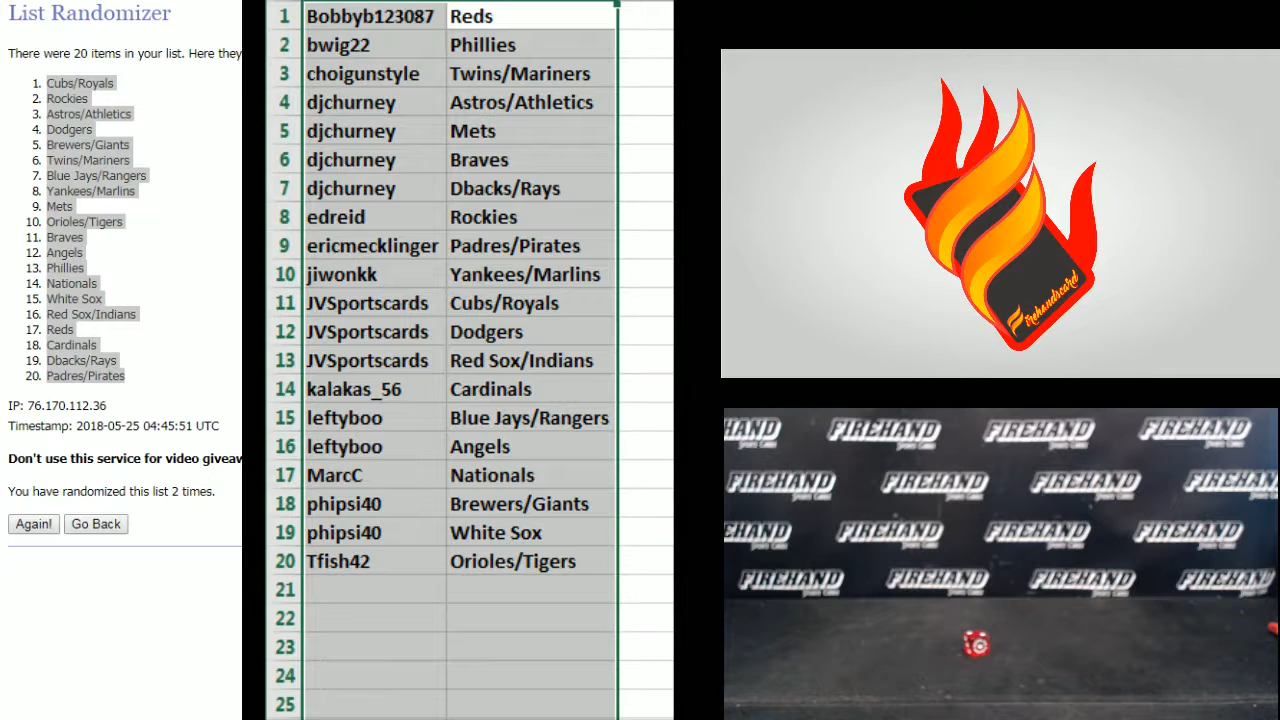 List Randomizer
There were 20 items in your list. Here they
1. Cubs/Royals
2. Rockies
3. Astros/Athletics
4. Dodgers
5. Brewers/Giants
6. Twins/Mariners
7. Blue Jays/Rangers
8. Yankees/Marlins
9. Mets
10. Orioles/Tigers
11. Braves
12. Angels
13. Phillies
14. Nationals
15. White Sox
16. Red Sox/Indians
17. Reds
18. Cardinals
19. Dbacks/Rays
20. Padres/Pirates
IP: 76.170.112.36
Timestamp: 2018-05-25 04:45:51 UTC
Don't use this service for video giveaw
You have randomized this list 2 times.
Again! Go Back
1 Bobbyb123087 Reds
2 bwig22 Phillies
3 choigunstyle Twins/Mariners
4 djchurney Astros/Athletics
5 djchurney Mets
6 djchurney Braves
7 djchurney Dbacks/Rays
8 edreid Rockies
9 ericmecklinger Padres/Pirates
10 jiwonkk Yankees/Marlins
11 JVSportscards Cubs/Royals
12 JVSportscards Dodgers
13 JVSportscards Red Sox/Indians
14 kalakas_56 Cardinals
15 leftyboo Blue Jays/Rangers
16 leftyboo Angels
17 MarcC Nationals
18 phipsi40 Brewers/Giants
19 phipsi40 White Sox
20 Tfish42 Orioles/Tigers
21
22
23
24
25
Firehandscard
HAND FIREHAND FIREHAND FIREHAND
FIREHAND FIREHAND FIREHAND FIREHAND
HAND FIREHAND FIREHAND FIREHAND
FIREHAND FIREHAND FIREHAND FIREHAND